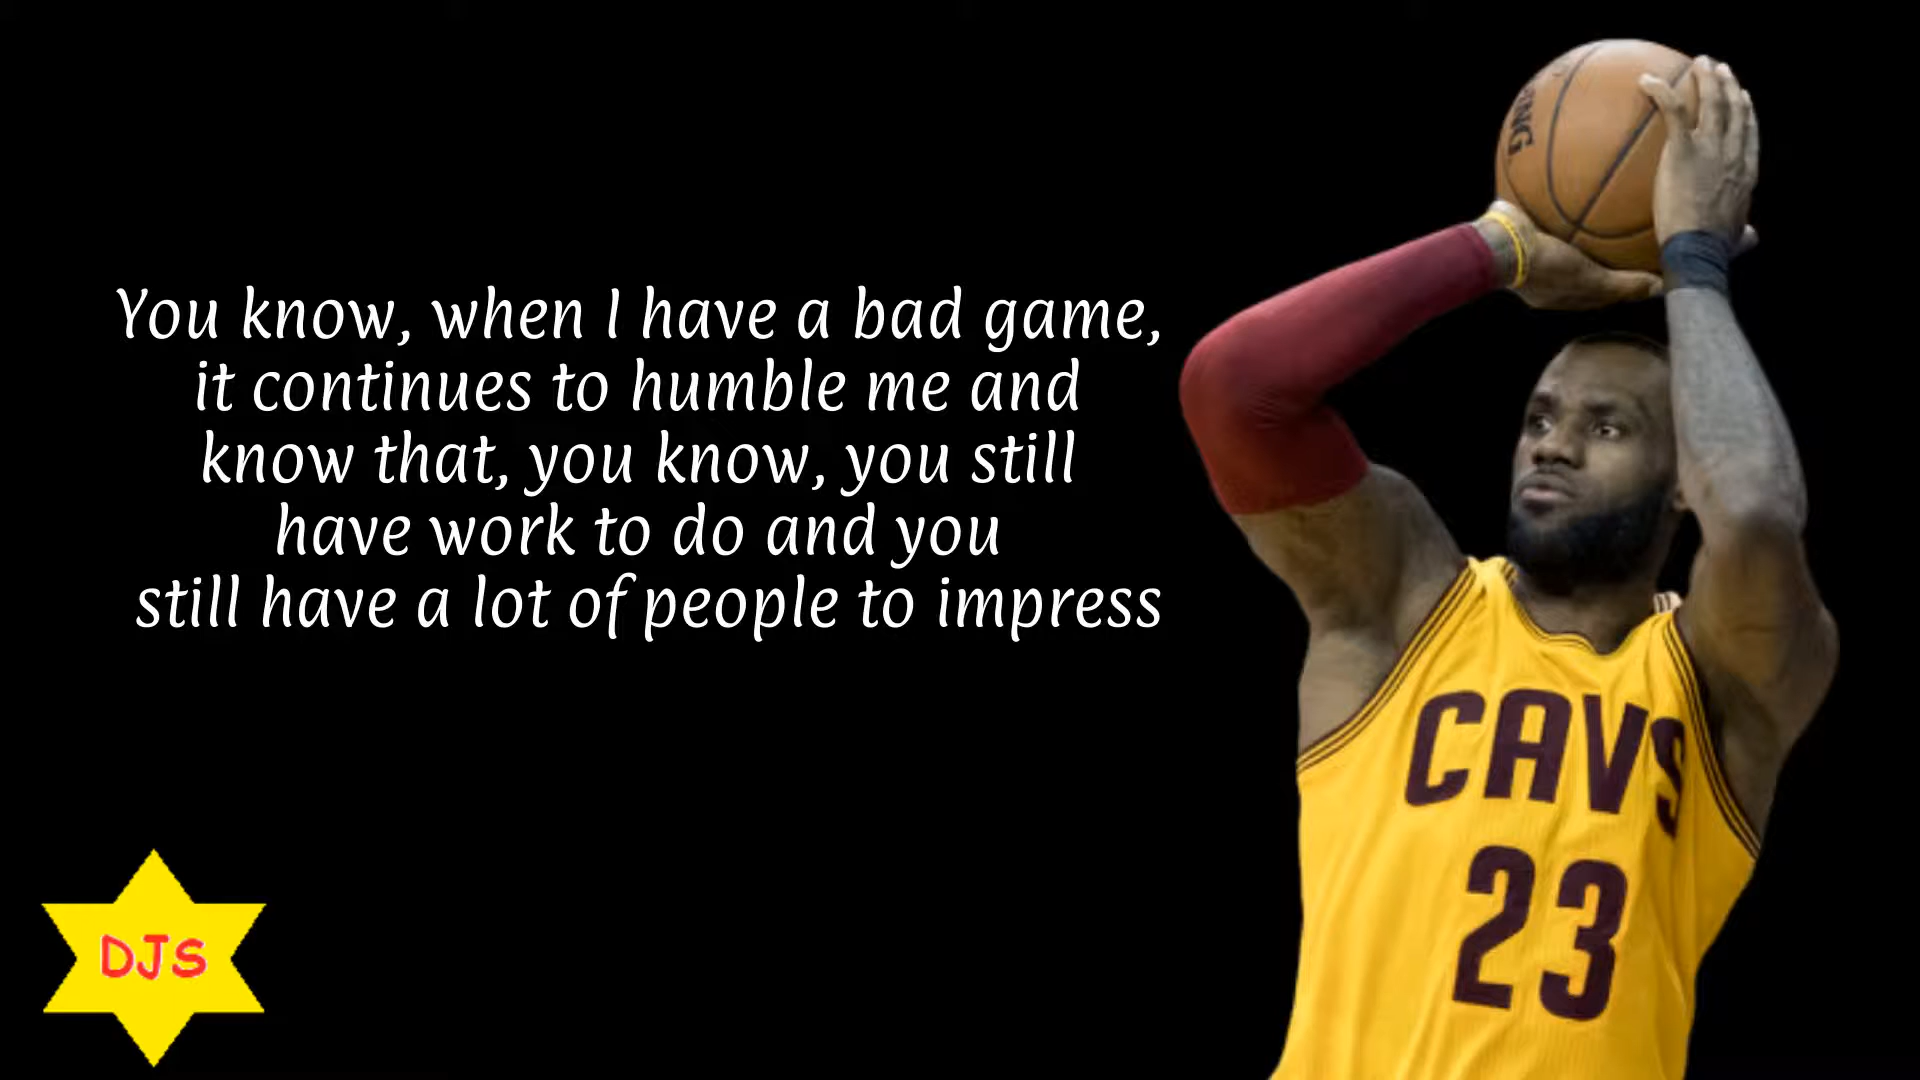 You know, when I have a bad game,
it continues to humble me and
know that, you know, you still
have work to do and you
still have a lot of people to impress
DJS
CAVS
23